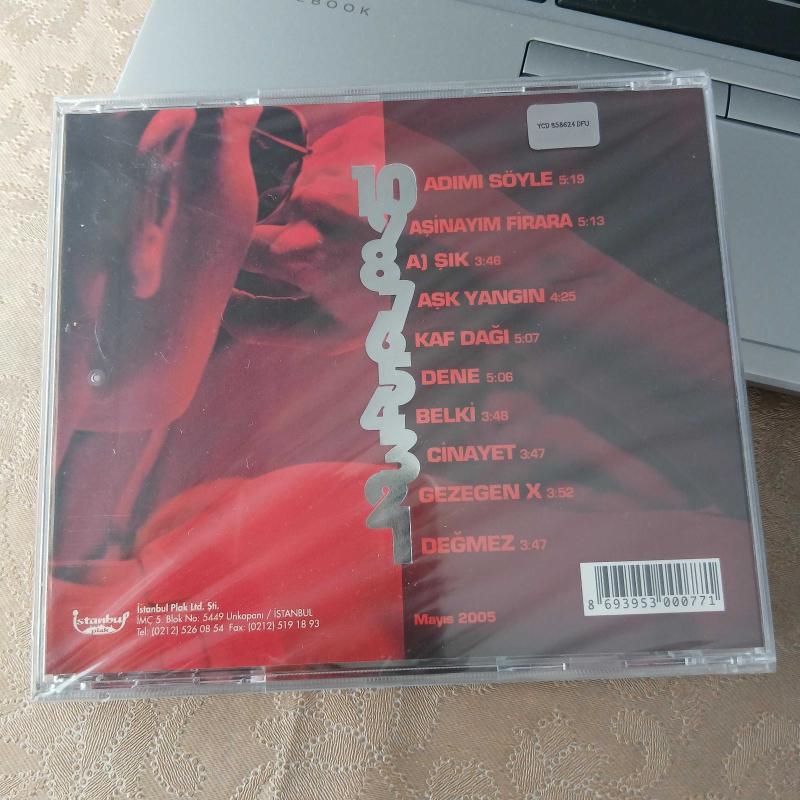 EBOOK
YCD 858624 DFU
10 ADIMI SÖYLE 5:19
9 AŞİNAYIM FİRARA 5:13
8 A) ŞIK 3:46
7 AŞK YANGIN 4:25
6 KAF DAĞI 5:07
5 DENE 5:06
4 BELKİ 3:48
3 CİNAYET 3:47
2 GEZEGEN X 3:52
1 DEĞMEZ 3:47
istanbul
plak
İstanbul Plak Ltd. Şti.
İMÇ 5. Blok No: 5449 Unkapanı / İSTANBUL
Tel: (0212) 526 08 54 Fax: (0212) 519 18 93
Mayıs 2005
8 693953 000771